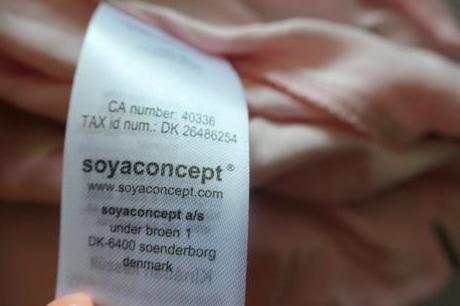 CA number: 40336
TAX id num.: DK 26486254
soyaconcept®
www.soyaconcept.com
soyaconcept a/s
under broen 1
DK-6400 soenderborg
denmark